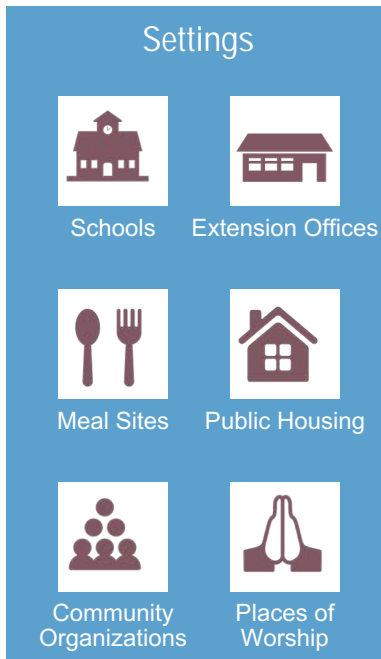 Settings
Schools
Extension Offices
Meal Sites
Public Housing
Community
Organizations
Places of
Worship